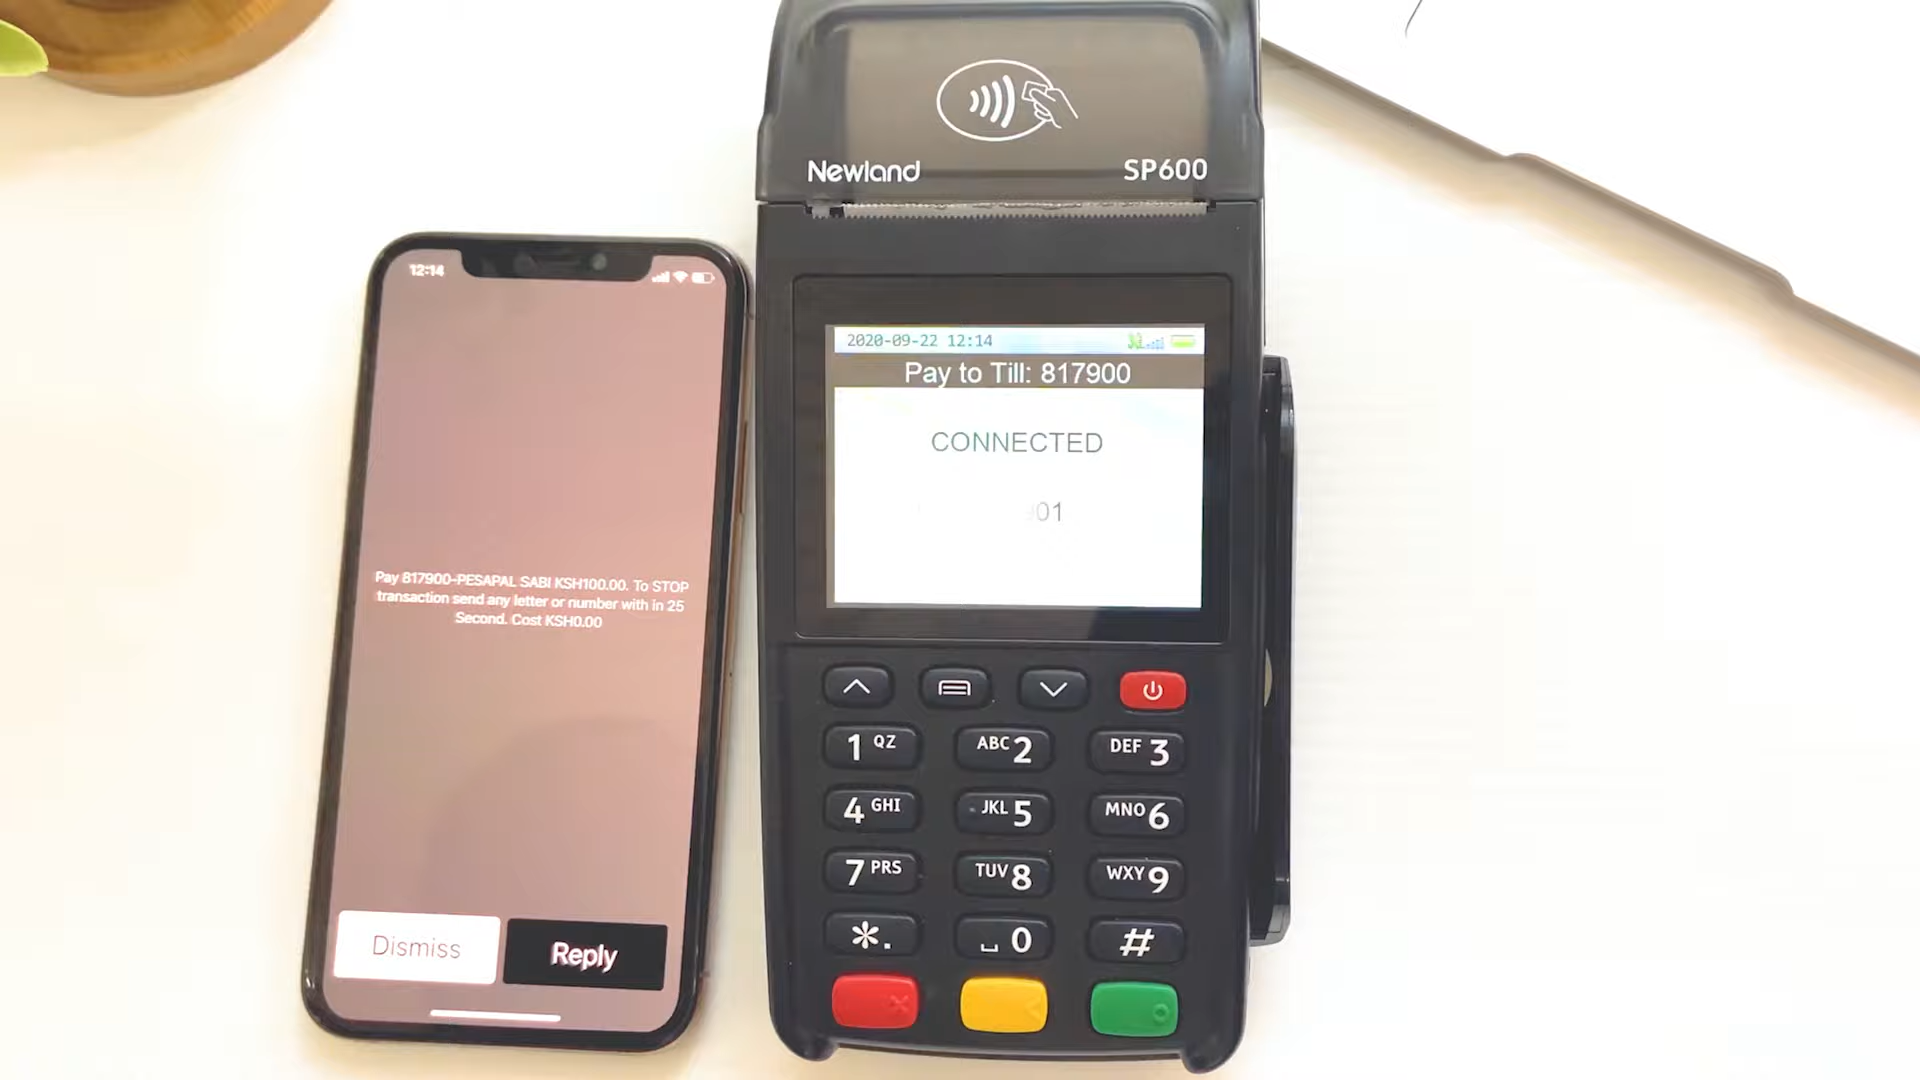 12:14
Pay 817900-PESAPAL SABI KSH100.00. To STOP
transaction send any letter or number with in 25
Second. Cost KSH0.00
Dismiss
Reply
Newland
SP600
2020-09-22 12:14
Pay to Till: 817900
CONNECTED
1 QZ
ABC 2
DEF 3
4 GHI
JKL 5
MNO 6
7 PRS
TUV 8
WXY 9
*.
0
#